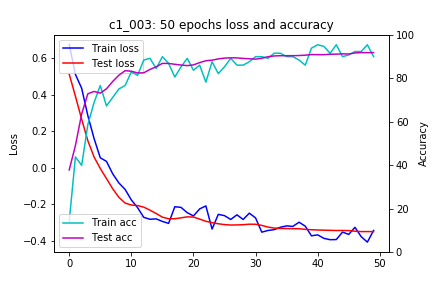 c1_003: 50 epochs loss and accuracy
Train loss
Test loss
Train acc
Test acc
Loss
Accuracy
0.6
0.4
0.2
0.0
−0.2
−0.4
100
80
60
40
20
0
0
10
20
30
40
50